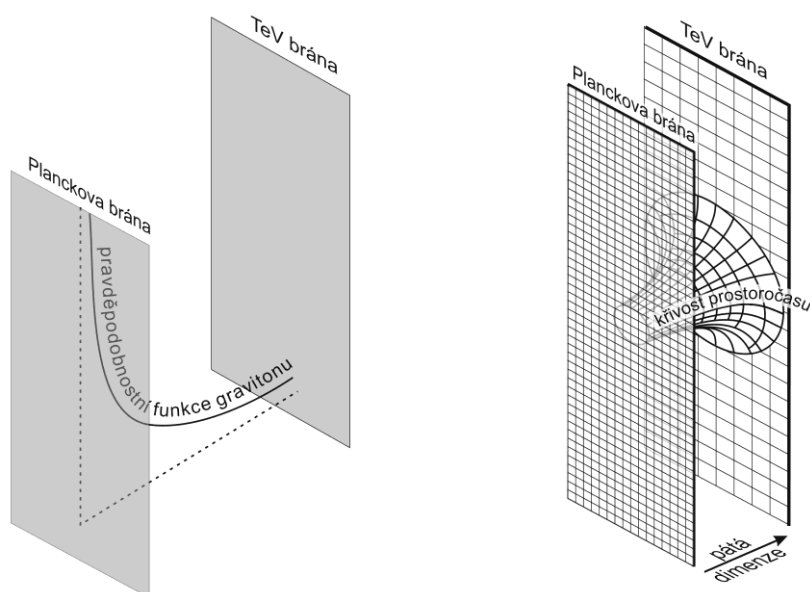 TeV brána
Planckova brána
pravděpodobnostní funkce gravitonu
TeV brána
Planckova brána
křivost prostoročasu
pátá
dimenze